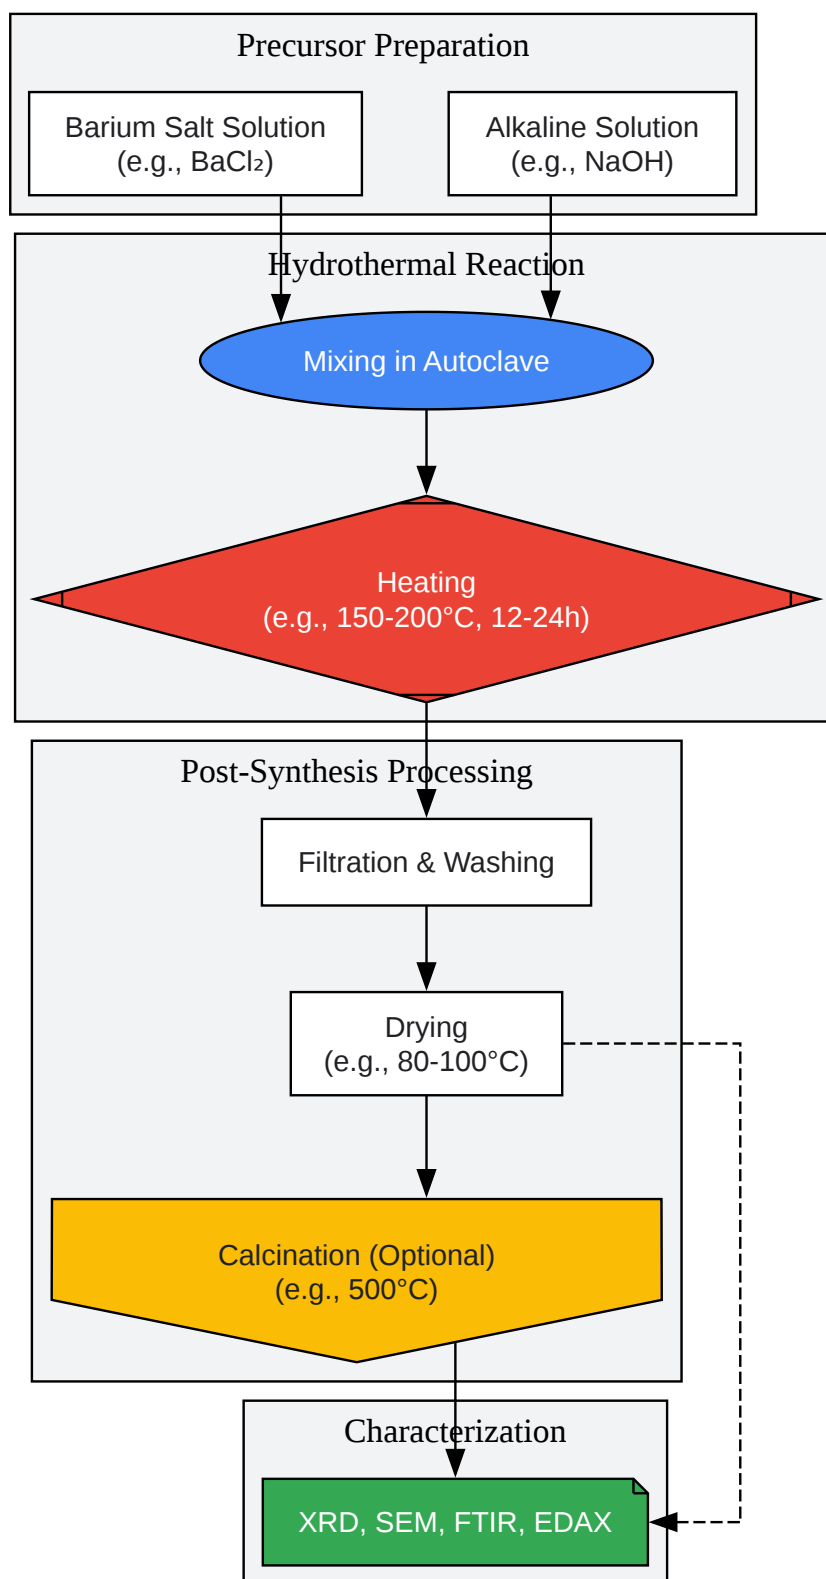 Precursor Preparation
Barium Salt Solution
(e.g., BaCl₂)
Alkaline Solution
(e.g., NaOH)
Hydrothermal Reaction
Mixing in Autoclave
Heating
(e.g., 150-200°C, 12-24h)
Post-Synthesis Processing
Filtration & Washing
Drying
(e.g., 80-100°C)
Calcination (Optional)
(e.g., 500°C)
Characterization
XRD, SEM, FTIR, EDAX